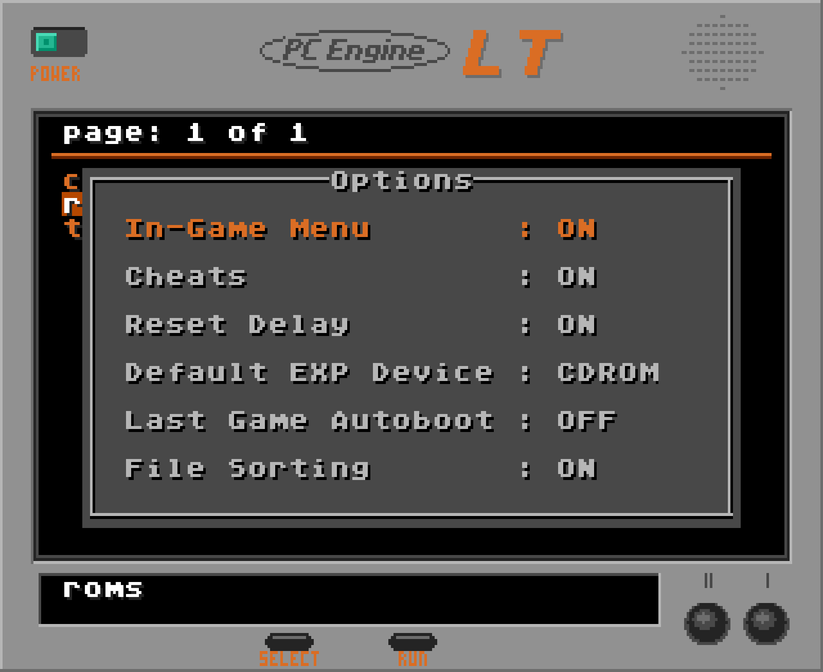 POWER
PC Engine LT
page: 1 of 1
c
r
t
Options
In-Game Menu : ON
Cheats : ON
Reset Delay : ON
Default EXP Device : CDROM
Last Game Autoboot : OFF
File Sorting : ON
roms
II I
SELECT RUN